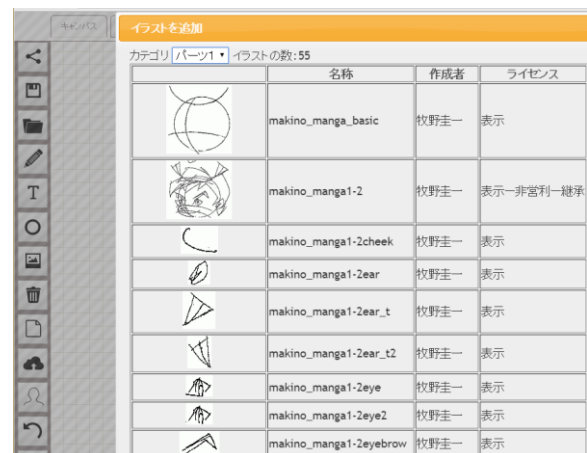 キャンバス
イラストを追加
カテゴリ パーツ1 イラストの数:55
名称 作成者 ライセンス
makino_manga_basic 牧野圭一 表示
makino_manga1-2 牧野圭一 表示ー非営利ー継承
makino_manga1-2cheek 牧野圭一 表示
makino_manga1-2ear 牧野圭一 表示
makino_manga1-2ear_t 牧野圭一 表示
makino_manga1-2ear_t2 牧野圭一 表示
makino_manga1-2eye 牧野圭一 表示
makino_manga1-2eye2 牧野圭一 表示
makino_manga1-2eyebrow 牧野圭一 表示
T